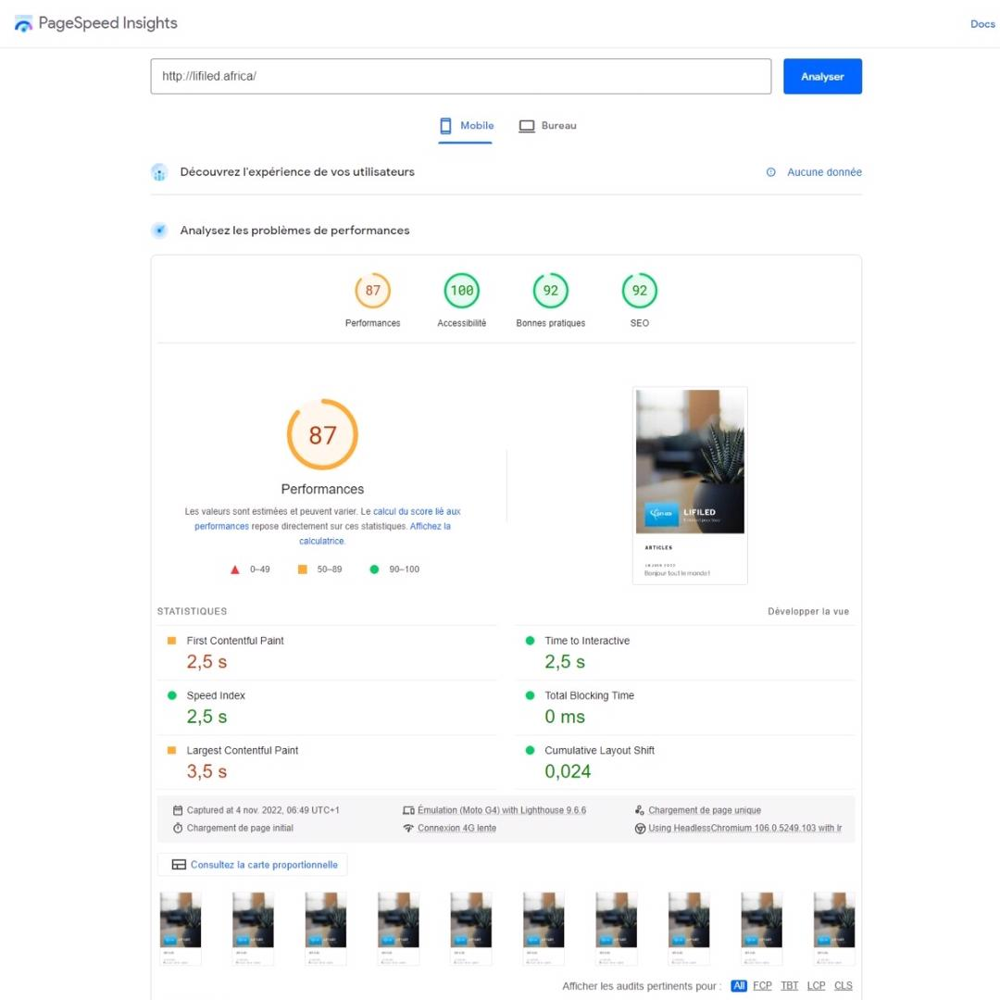 PageSpeed Insights
Docs
http://lifiled.africa/
Analyser
Mobile
Bureau
Découvrez l'expérience de vos utilisateurs
Aucune donnée
Analysez les problèmes de performances
87
100
92
92
Performances
Accessibilité
Bonnes pratiques
SEO
87
Performances
Les valeurs sont estimées et peuvent varier. Le calcul du score lié aux
performances repose directement sur ces statistiques. Affichez la
calculatrice.
0–49
50–89
90–100
LIFILED
ARTICLES
Bonjour tout le monde !
STATISTIQUES
Développer la vue
First Contentful Paint
2,5 s
Time to Interactive
2,5 s
Speed Index
2,5 s
Total Blocking Time
0 ms
Largest Contentful Paint
3,5 s
Cumulative Layout Shift
0,024
Captured at 4 nov. 2022, 06:49 UTC+1
Émulation (Moto G4) with Lighthouse 9.6.6
Chargement de page unique
Chargement de page initial
Connexion 4G lente
Using HeadlessChromium 106.0.5249.103 with lr
Consultez la carte proportionnelle
Afficher les audits pertinents pour : All FCP TBT LCP CLS